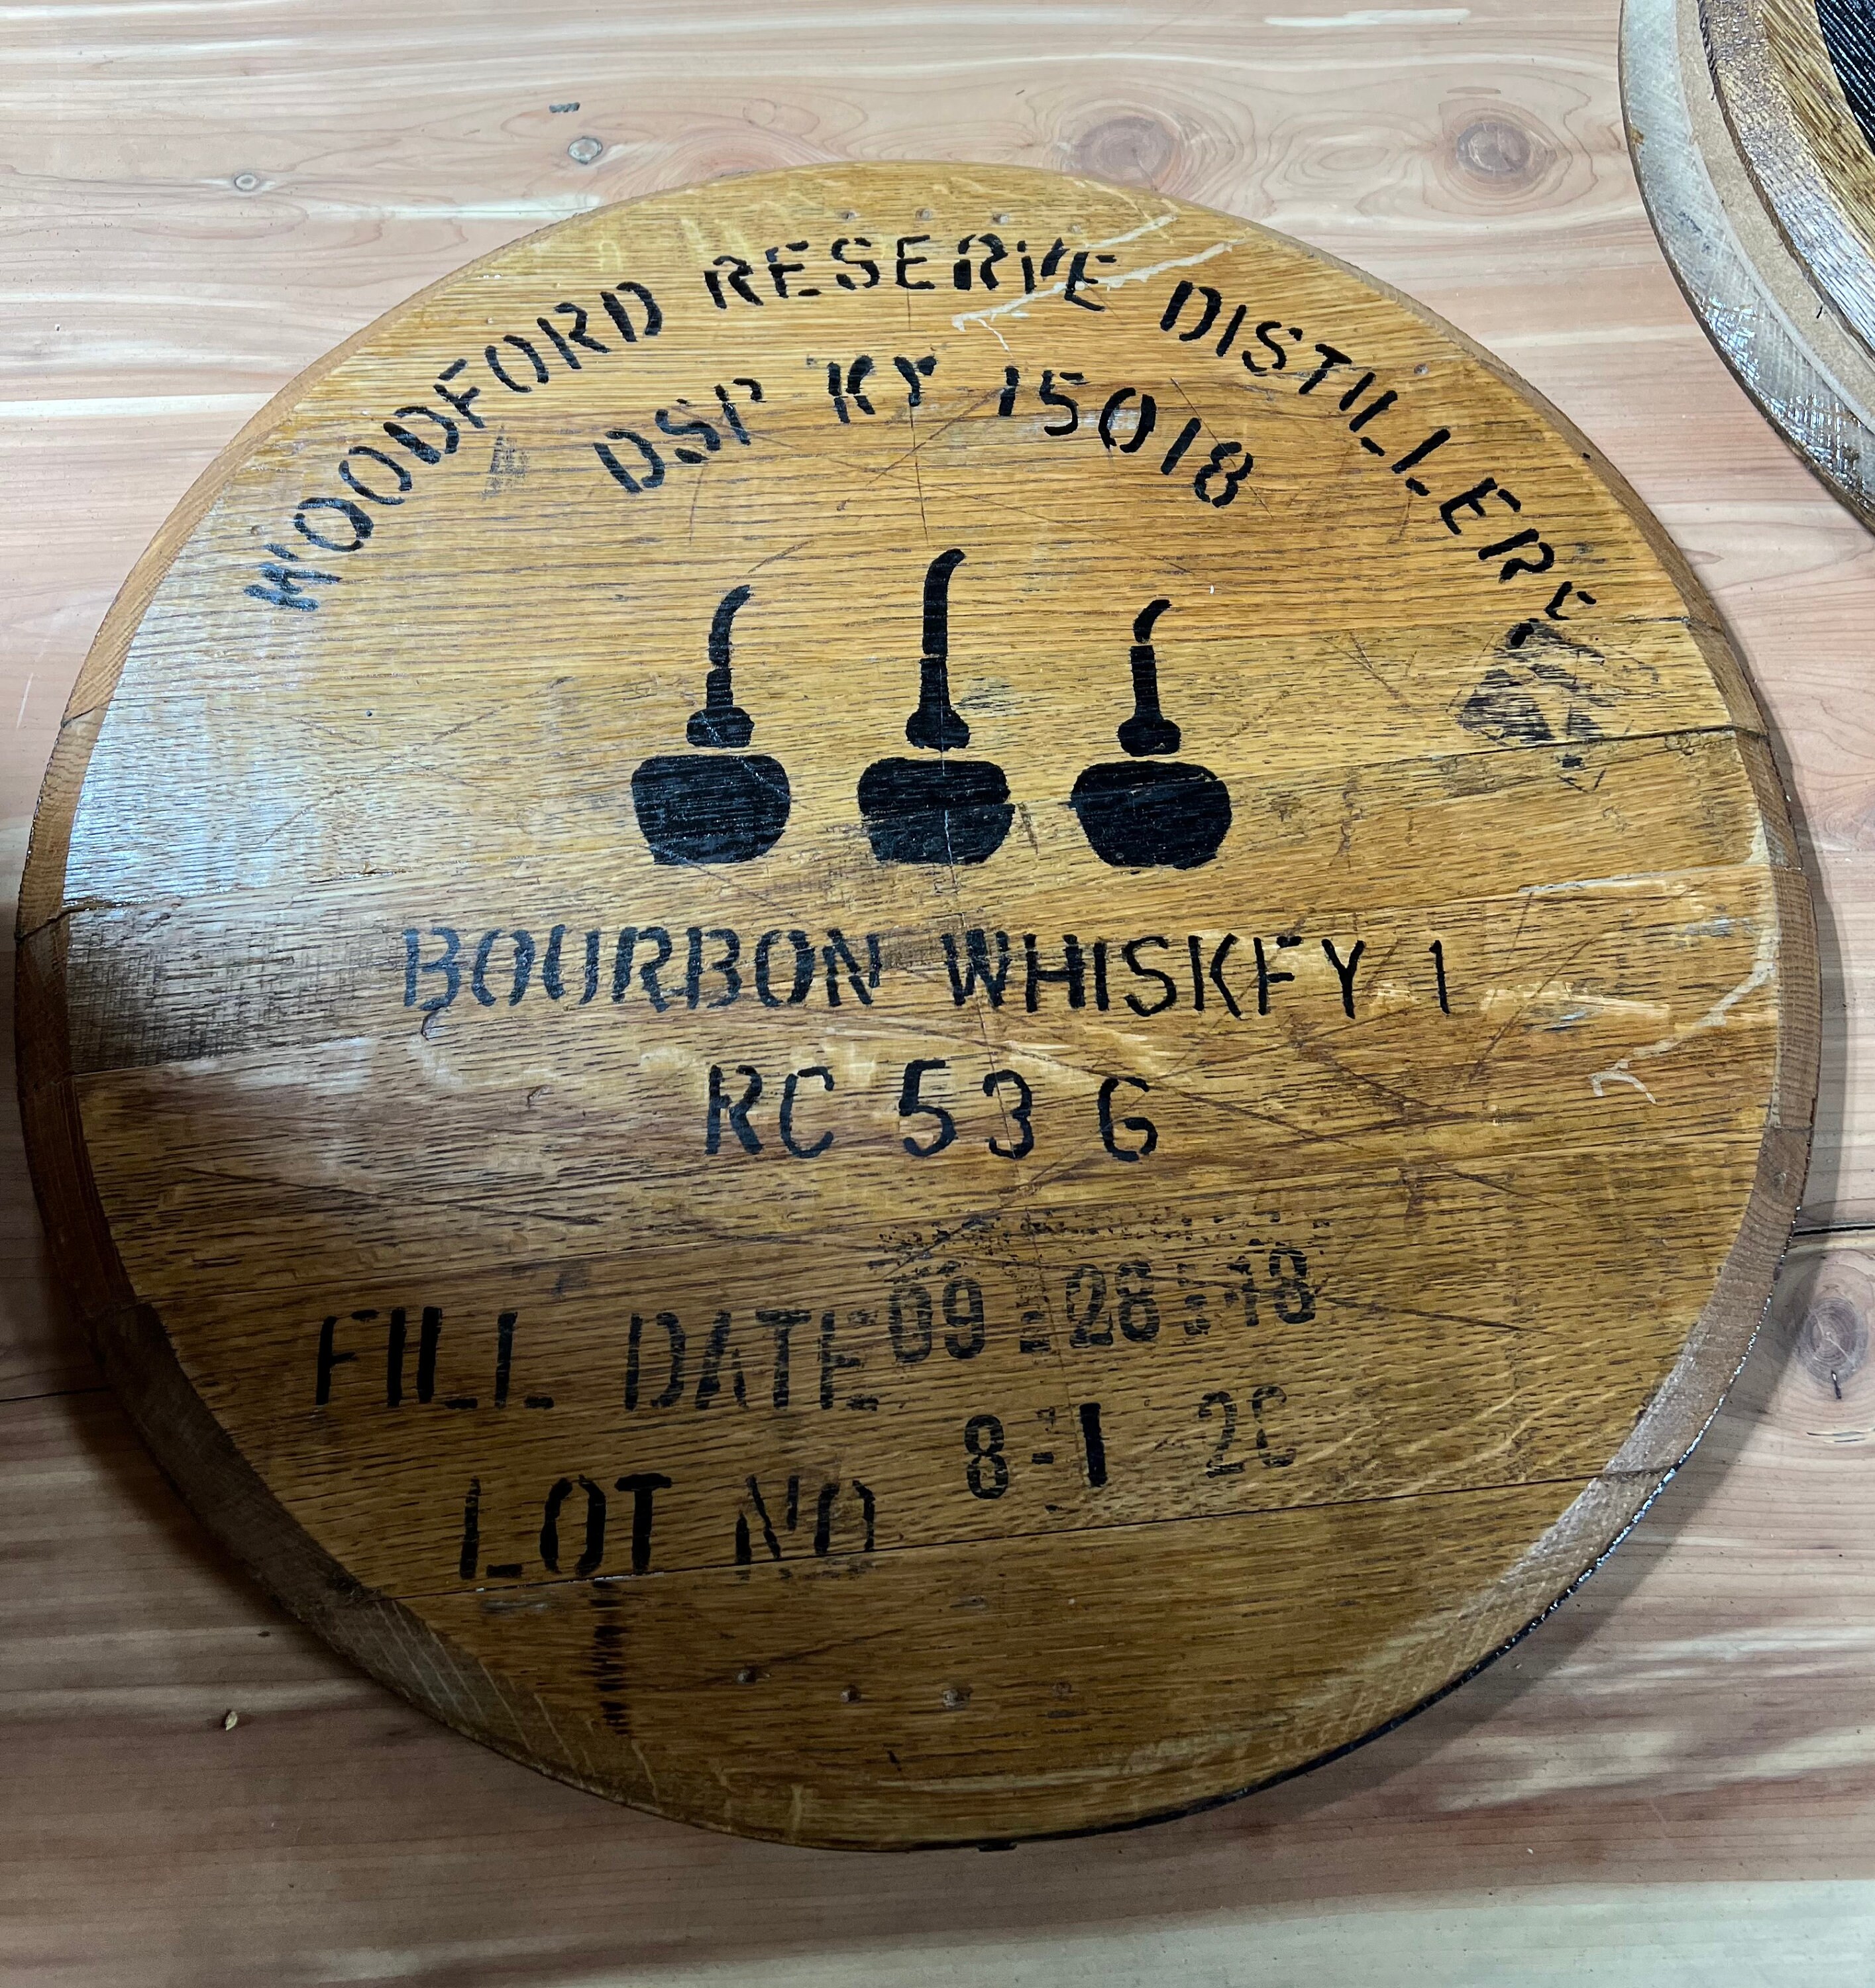 WOODFORD RESERVE DISTILLERY
DSP KY 15018
BOURBON WHISKEY 1
RC 53 G
FILL DATE 09:28:18
LOT NO 8-1 20